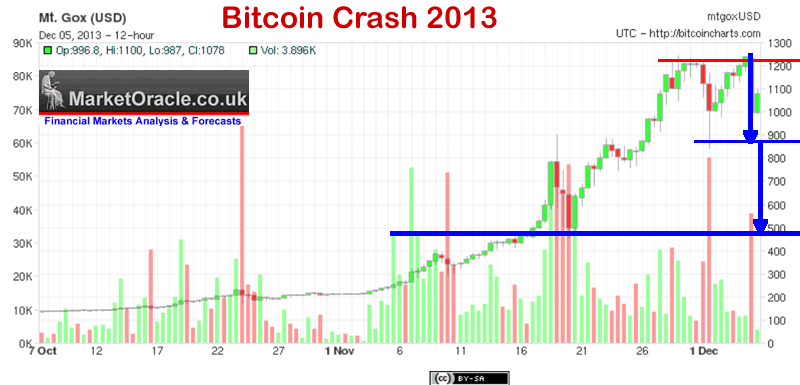 Bitcoin Crash 2013
Mt. Gox (USD)
mtgoxUSD
Dec 05, 2013 - 12-hour
UTC - http://bitcoincharts.com
Op:996.8, Hi:1100, Lo:987, Cl:1078
Vol: 3.896K
MarketOracle.co.uk
Financial Markets Analysis & Forecasts
90K
80K
70K
60K
50K
40K
30K
20K
10K
0K
1300
1200
1100
1000
900
800
700
600
500
400
300
200
100
0
7 Oct
12
17
22
27
1 Nov
6
11
16
21
26
1 Dec
cc BY-SA